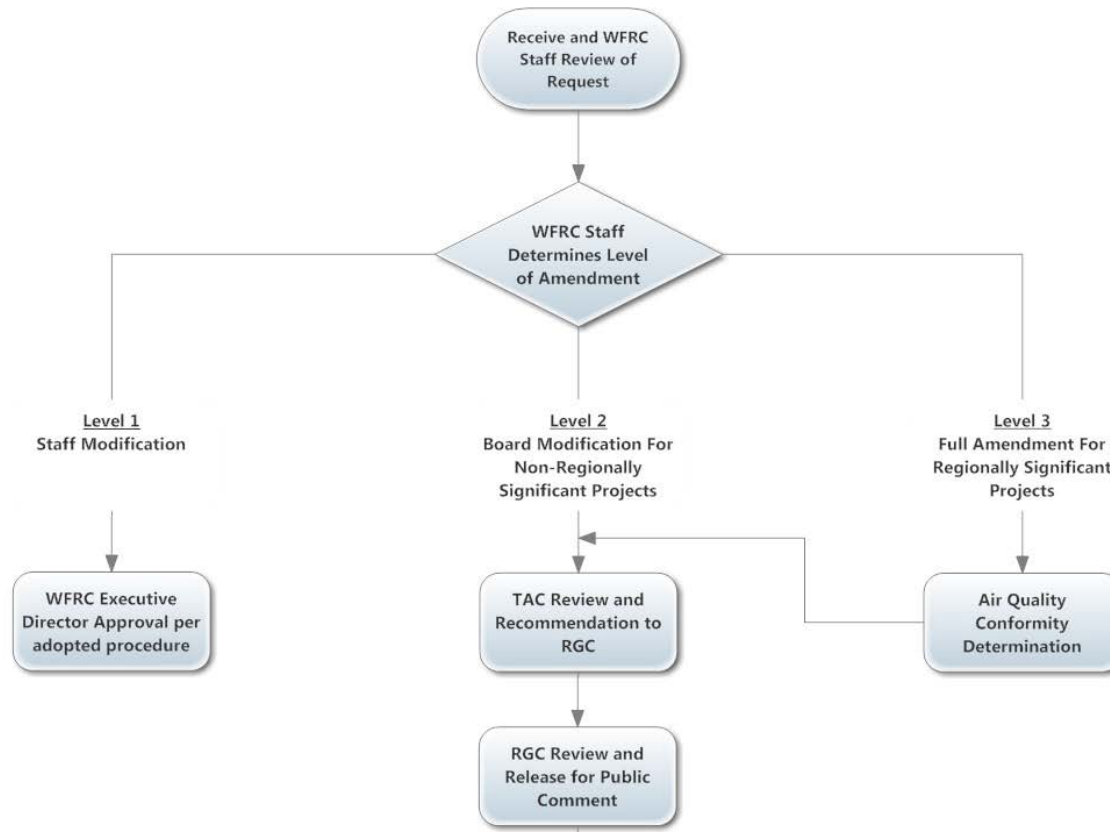 Receive and WFRC
Staff Review of
Request
WFRC Staff
Determines Level
of Amendment
Level 1
Staff Modification
Level 2
Board Modification For
Non-Regionally
Significant Projects
Level 3
Full Amendment For
Regionally Significant
Projects
WFRC Executive
Director Approval per
adopted procedure
TAC Review and
Recommendation to
RGC
Air Quality
Conformity
Determination
RGC Review and
Release for Public
Comment